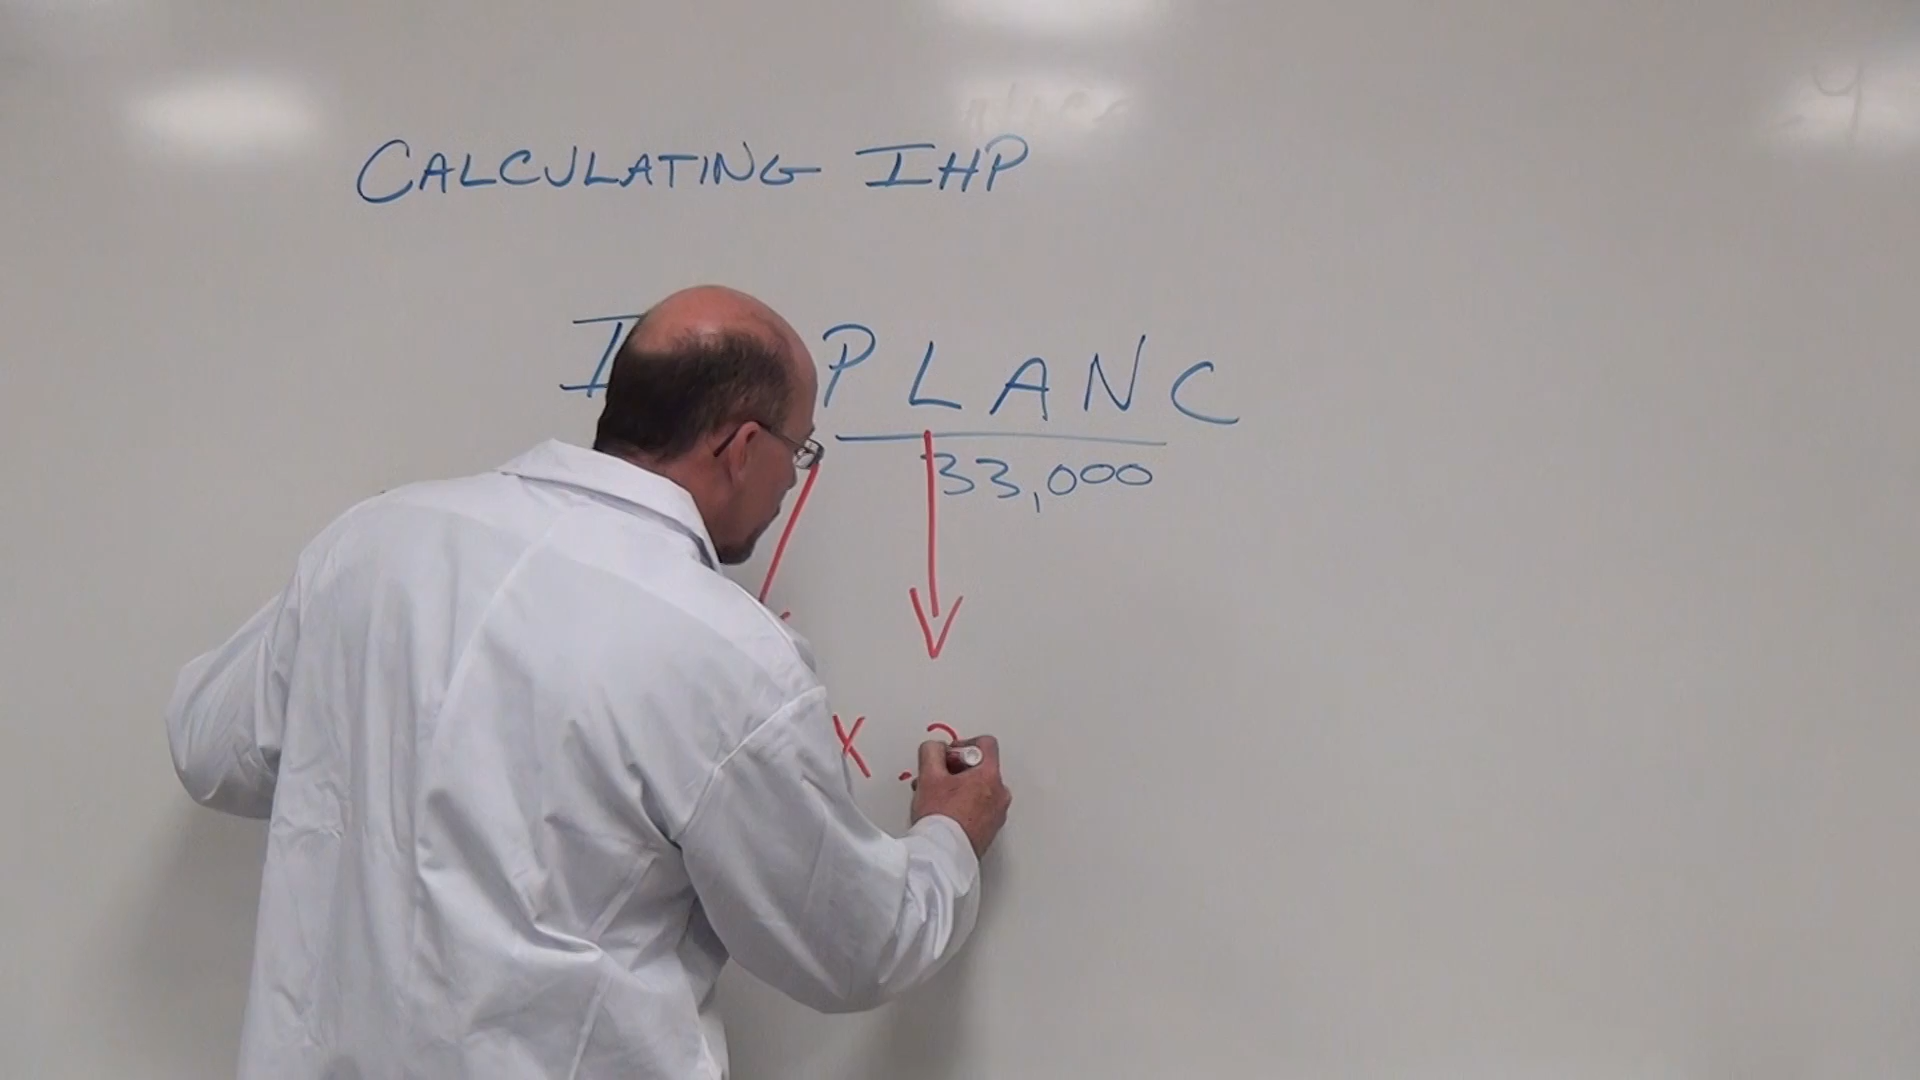 CALCULATING IHP
I PLANC
33,000
X .